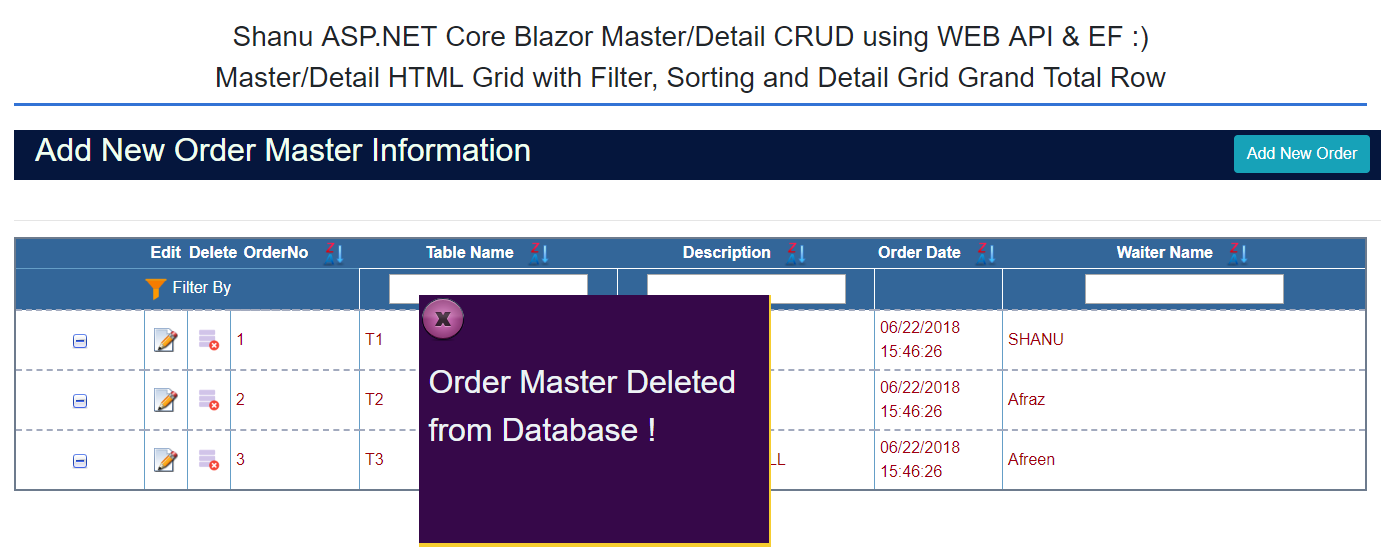 Shanu ASP.NET Core Blazor Master/Detail CRUD using WEB API & EF :)
Master/Detail HTML Grid with Filter, Sorting and Detail Grid Grand Total Row
Add New Order Master Information
Add New Order
Edit Delete OrderNo Table Name Description Order Date Waiter Name
Filter By
1 T1 06/22/2018 15:46:26 SHANU
2 T2 06/22/2018 15:46:26 Afraz
3 T3 LL 06/22/2018 15:46:26 Afreen
x
Order Master Deleted
from Database !